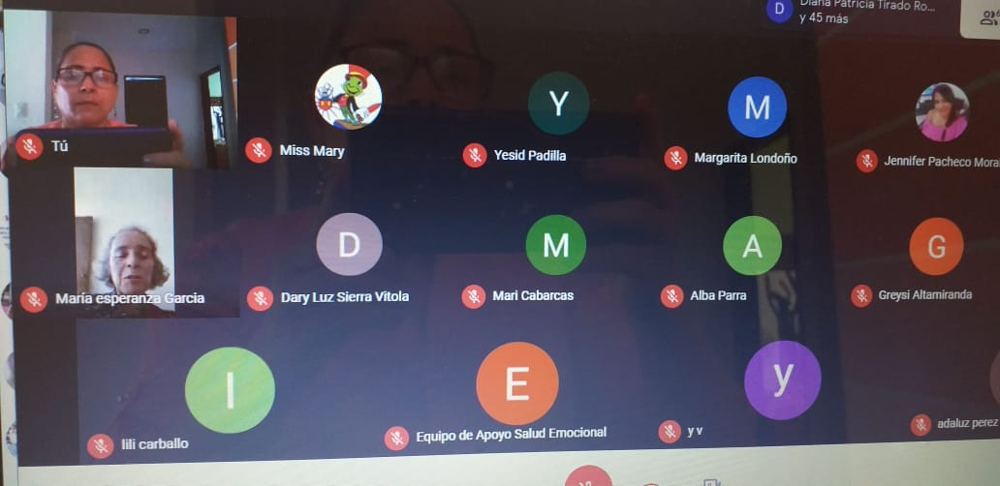 D
Diana Patricia Tirado Ro...
y 45 más
Tú
Miss Mary
Y
Yesid Padilla
M
Margarita Londoño
Jennifer Pacheco Mora
María esperanza Garcia
D
Dary Luz Sierra Vitola
M
Mari Cabarcas
A
Alba Parra
G
Greysi Altamiranda
l
lili carballo
E
Equipo de Apoyo Salud Emocional
y
y v
adaluz perez